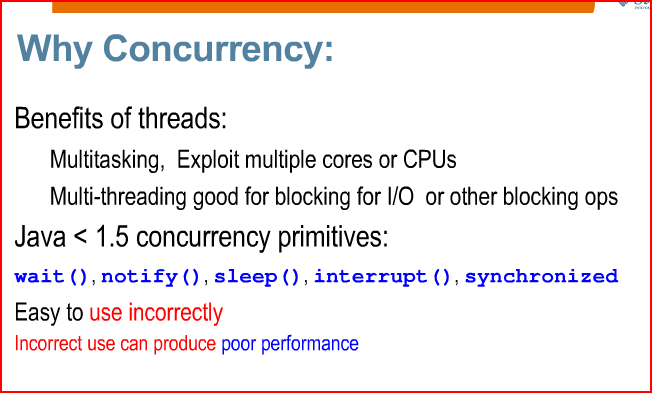 Why Concurrency:
Benefits of threads:
Multitasking, Exploit multiple cores or CPUs
Multi-threading good for blocking for I/O or other blocking ops
Java < 1.5 concurrency primitives:
wait(), notify(), sleep(), interrupt(), synchronized
Easy to use incorrectly
Incorrect use can produce poor performance